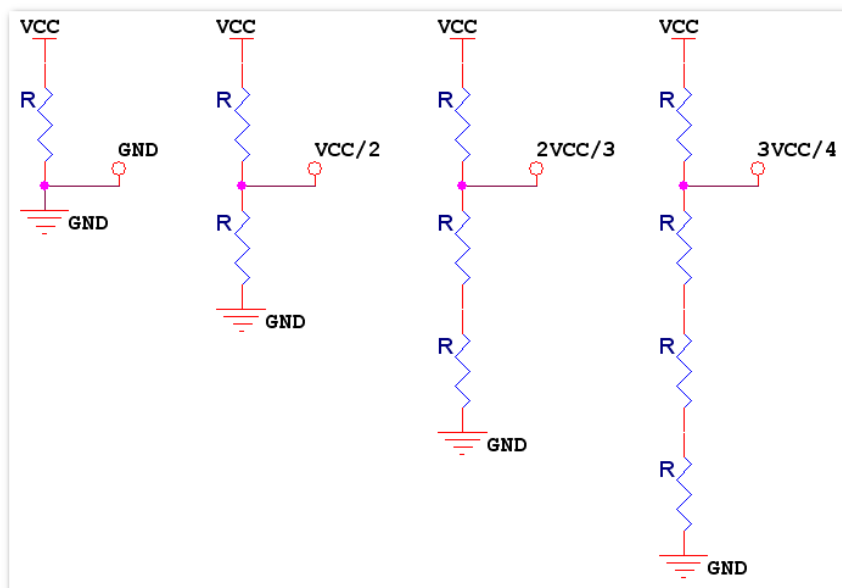 VCC VCC VCC VCC
R R R R
GND VCC/2 2VCC/3 3VCC/4
GND R R R
GND R R
GND R
GND